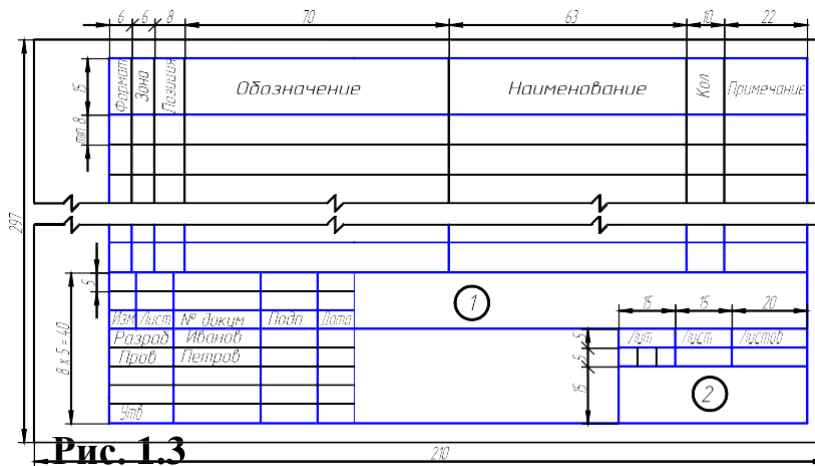 6 6 8 70 63 10 22
15 Формат Зона Позиция Обозначение Наименование Кол. Примечание
min 8
297
5
8 x 5 = 40
1
15 15 20
Изм Лист № докум Подп Дата
5 Лит Лист Листов
Разраб Иванов
5
Пров Петров
15
2
Утв
Рис. 1.3
210